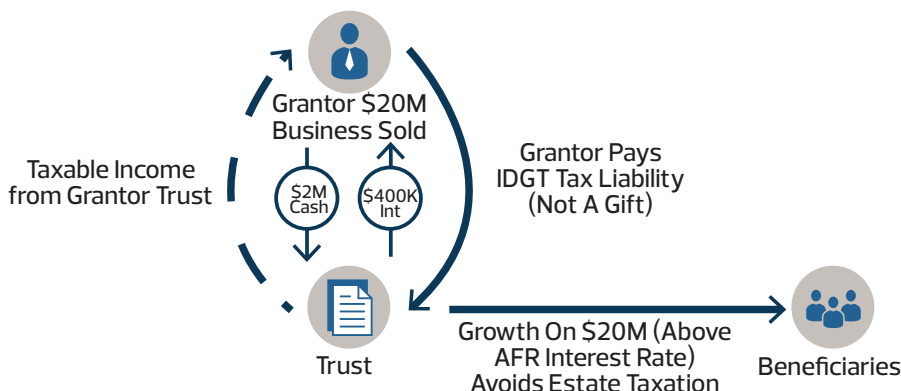 Grantor $20M
Business Sold
Taxable Income
from Grantor Trust
$2M
Cash
$400K
Int
Grantor Pays
IDGT Tax Liability
(Not A Gift)
Trust
Growth On $20M (Above
AFR Interest Rate)
Avoids Estate Taxation
Beneficiaries